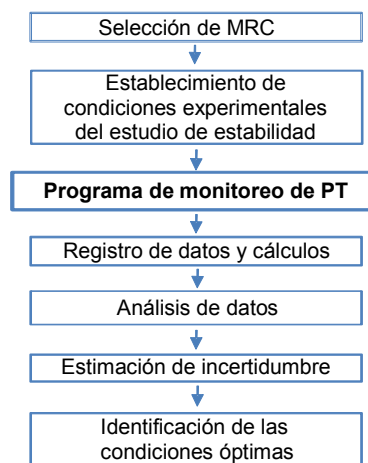 Selección de MRC
Establecimiento de
condiciones experimentales
del estudio de estabilidad
Programa de monitoreo de PT
Registro de datos y cálculos
Análisis de datos
Estimación de incertidumbre
Identificación de las
condiciones óptimas